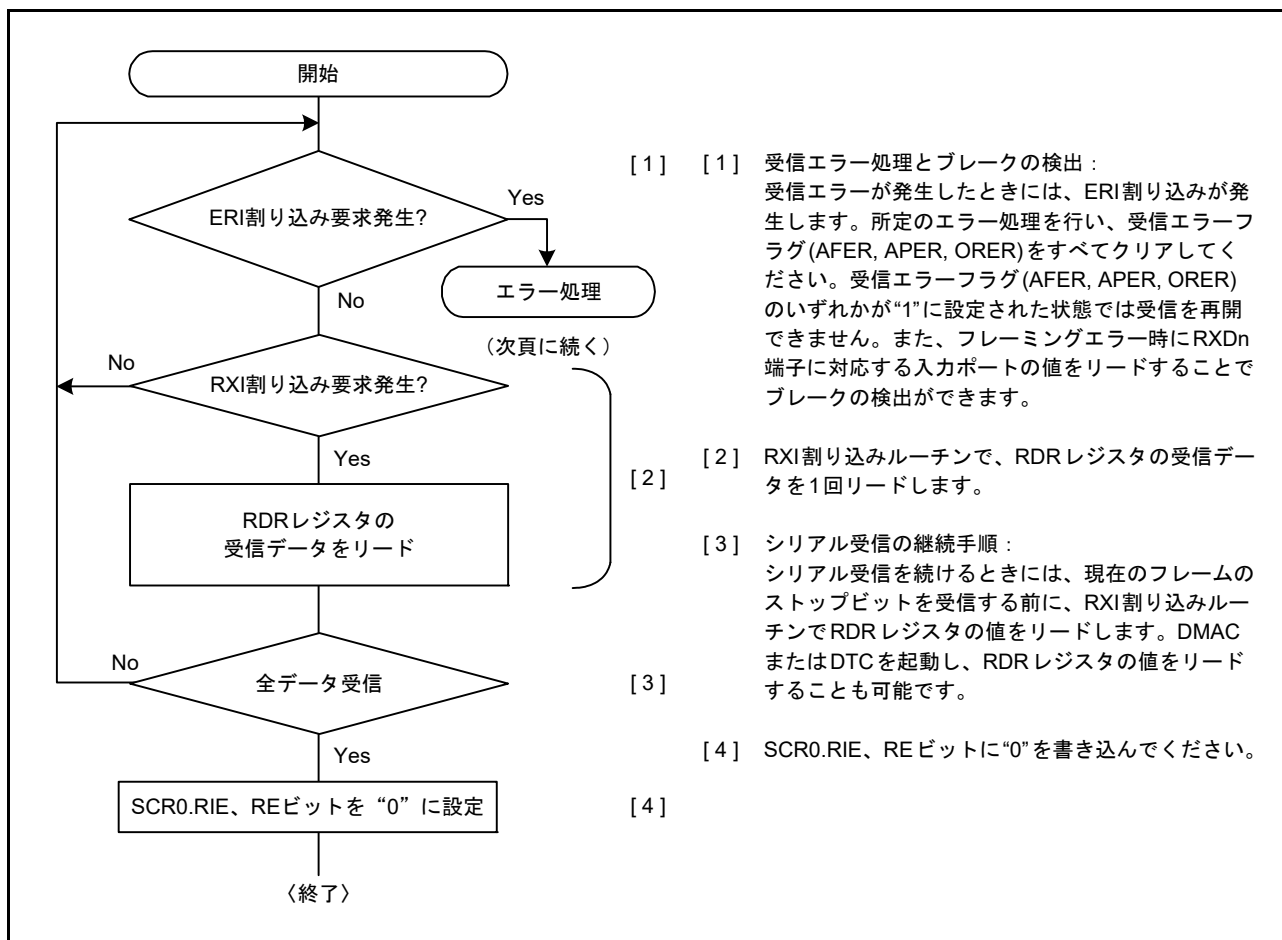 開始
ERI割り込み要求発生?
Yes
エラー処理
(次頁に続く)
No
No
RXI割り込み要求発生?
Yes
RDRレジスタの
受信データをリード
No
全データ受信
Yes
SCR0.RIE、REビットを“0”に設定
〈終了〉
[1]
[2]
[3]
[4]
[1] 受信エラー処理とブレークの検出:
受信エラーが発生したときには、ERI割り込みが発
生します。所定のエラー処理を行い、受信エラーフ
ラグ(AFER, APER, ORER)をすべてクリアしてく
ださい。受信エラーフラグ(AFER, APER, ORER)
のいずれかが“1”に設定された状態では受信を再開
できません。また、フレーミングエラー時にRXDn
端子に対応する入力ポートの値をリードすることで
ブレークの検出ができます。
[2] RXI割り込みルーチンで、RDRレジスタの受信デー
タを1回リードします。
[3] シリアル受信の継続手順:
シリアル受信を続けるときには、現在のフレームの
ストップビットを受信する前に、RXI割り込みルー
チンでRDRレジスタの値をリードします。DMAC
またはDTCを起動し、RDRレジスタの値をリード
することも可能です。
[4] SCR0.RIE、REビットに“0”を書き込んでください。